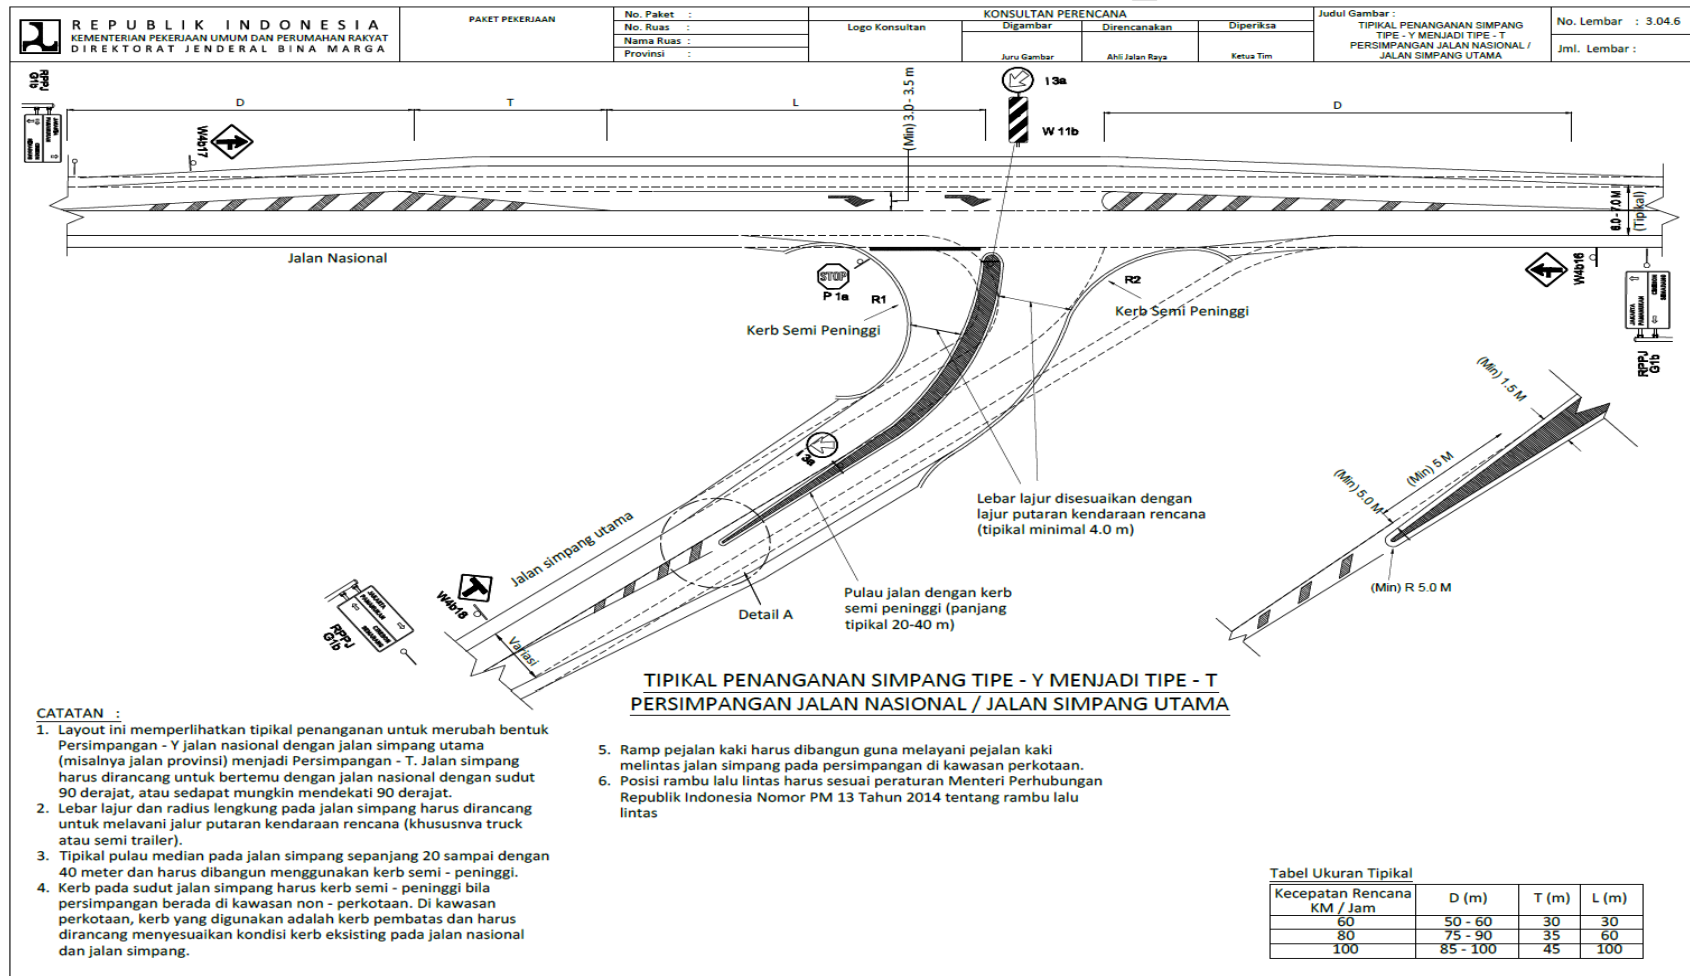 REPUBLIK INDONESIA
KEMENTERIAN PEKERJAAN UMUM DAN PERUMAHAN RAKYAT
DIREKTORAT JENDERAL BINA MARGA
PAKET PEKERJAAN
No. Paket :
No. Ruas :
Nama Ruas :
Provinsi :
KONSULTAN PERENCANA
Logo Konsultan
Digambar
Direncanakan
Diperiksa
Juru Gambar
Ahli Jalan Raya
Ketua Tim
Judul Gambar :
TIPIKAL PENANGANAN SIMPANG
TIPE - Y MENJADI TIPE - T
PERSIMPANGAN JALAN NASIONAL /
JALAN SIMPANG UTAMA
No. Lembar : 3.04.6
Jml. Lembar :
RPPJ
G1b
D
T
L
D
(Min) 3.0 - 3.5 m
I 3a
W 11b
W4b17
6.0 - 7.0 M
(Tipikal)
Jalan Nasional
STOP
P 1a
R1
R2
Kerb Semi Peninggi
Kerb Semi Peninggi
W4b16
JAKARTA
PAMANUKAN
CIREBON
SEMARANG
RPPJ
G1b
I 3a
(Min) 1.5 M
(Min) 5 M
(Min) 5.0 M
(Min) R 5.0 M
Lebar lajur disesuaikan dengan
lajur putaran kendaraan rencana
(tipikal minimal 4.0 m)
Jalan simpang utama
Pulau jalan dengan kerb
semi peninggi (panjang
tipikal 20-40 m)
Detail A
W4b18
JAKARTA
PAMANUKAN
CIREBON
SEMARANG
RPPJ
G1b
Variasi
TIPIKAL PENANGANAN SIMPANG TIPE - Y MENJADI TIPE - T
PERSIMPANGAN JALAN NASIONAL / JALAN SIMPANG UTAMA
CATATAN :
1. Layout ini memperlihatkan tipikal penanganan untuk merubah bentuk
Persimpangan - Y jalan nasional dengan jalan simpang utama
(misalnya jalan provinsi) menjadi Persimpangan - T. Jalan simpang
harus dirancang untuk bertemu dengan jalan nasional dengan sudut
90 derajat, atau sedapat mungkin mendekati 90 derajat.
2. Lebar lajur dan radius lengkung pada jalan simpang harus dirancang
untuk melavani jalur putaran kendaraan rencana (khususnva truck
atau semi trailer).
3. Tipikal pulau median pada jalan simpang sepanjang 20 sampai dengan
40 meter dan harus dibangun menggunakan kerb semi - peninggi.
4. Kerb pada sudut jalan simpang harus kerb semi - peninggi bila
persimpangan berada di kawasan non - perkotaan. Di kawasan
perkotaan, kerb yang digunakan adalah kerb pembatas dan harus
dirancang menyesuaikan kondisi kerb eksisting pada jalan nasional
dan jalan simpang.
5. Ramp pejalan kaki harus dibangun guna melayani pejalan kaki
melintas jalan simpang pada persimpangan di kawasan perkotaan.
6. Posisi rambu lalu lintas harus sesuai peraturan Menteri Perhubungan
Republik Indonesia Nomor PM 13 Tahun 2014 tentang rambu lalu
lintas
Tabel Ukuran Tipikal
Kecepatan Rencana
KM / Jam
D (m)
T (m)
L (m)
60 50 - 60 30 30
80 75 - 90 35 60
100 85 - 100 45 100